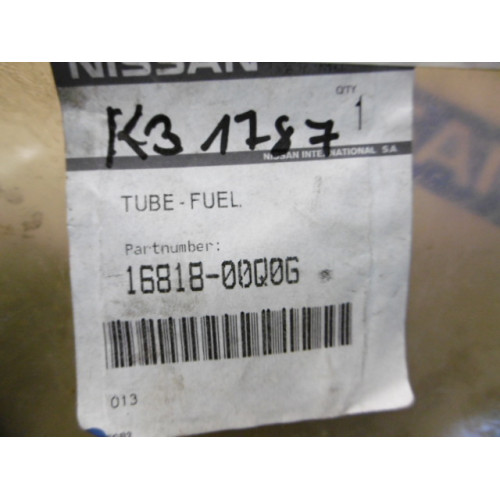 NISSAN
QTY
1
K3 1787
NISSAN INTERNATIONAL S.A
TUBE-FUEL.
Partnumber:
16818-00Q0G
013